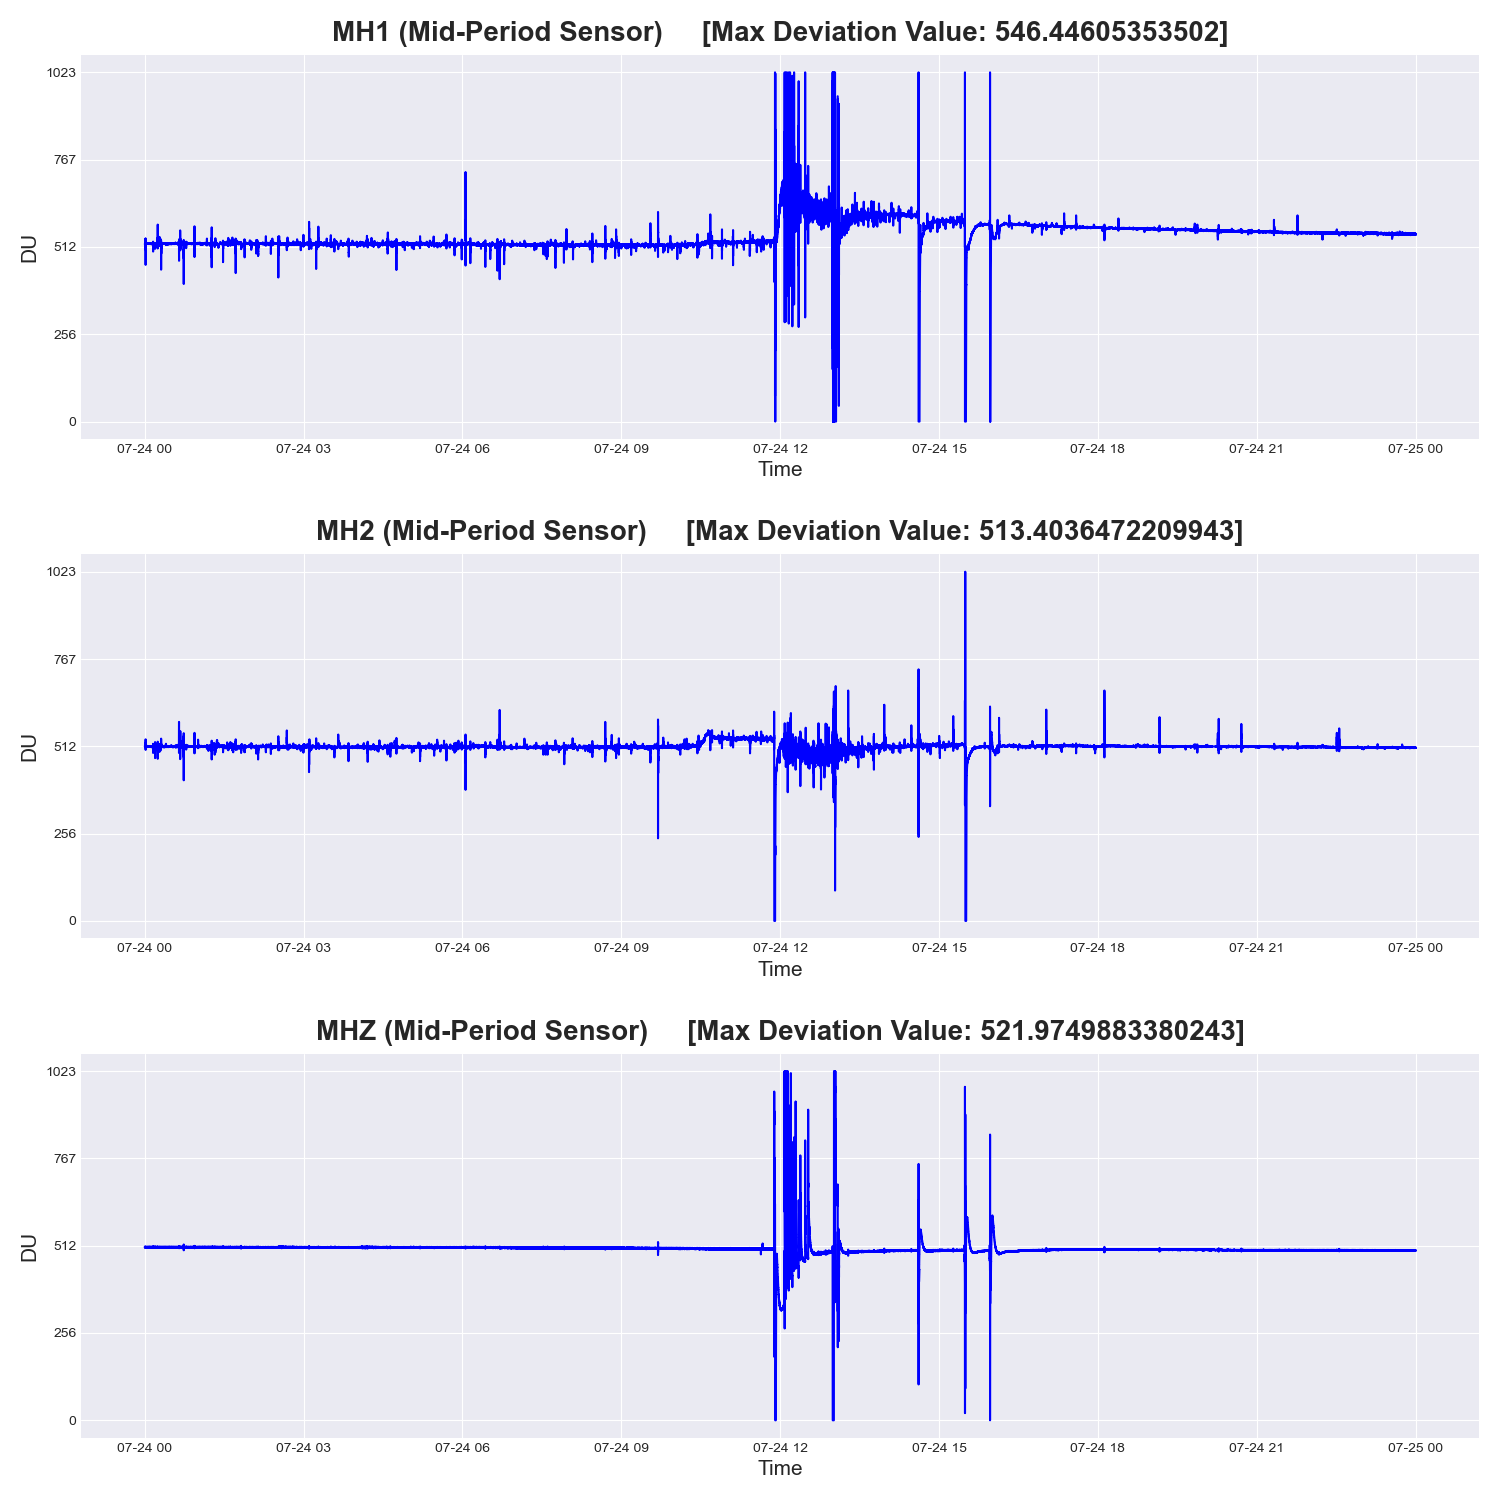 MH1 (Mid-Period Sensor) [Max Deviation Value: 546.44605353502]
1023
767
512
256
0
DU
07-24 00 07-24 03 07-24 06 07-24 09 07-24 12 07-24 15 07-24 18 07-24 21 07-25 00
Time
MH2 (Mid-Period Sensor) [Max Deviation Value: 513.4036472209943]
1023
767
512
256
0
DU
07-24 00 07-24 03 07-24 06 07-24 09 07-24 12 07-24 15 07-24 18 07-24 21 07-25 00
Time
MHZ (Mid-Period Sensor) [Max Deviation Value: 521.9749883380243]
1023
767
512
256
0
DU
07-24 00 07-24 03 07-24 06 07-24 09 07-24 12 07-24 15 07-24 18 07-24 21 07-25 00
Time